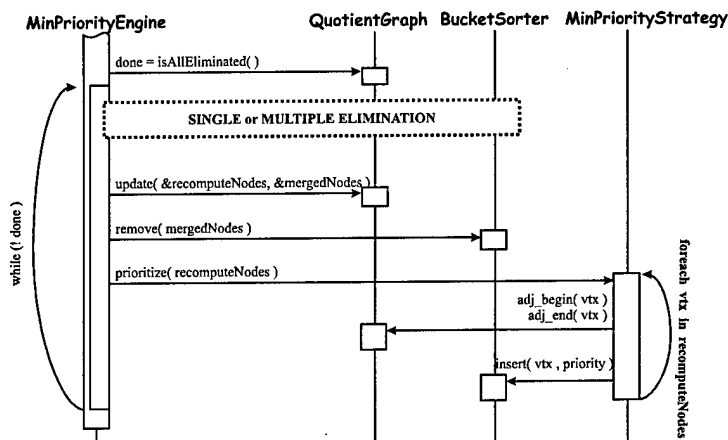 MinPriorityEngine
QuotientGraph
BucketSorter
MinPriorityStrategy
done = isAllEliminated( )
SINGLE or MULTIPLE ELIMINATION
update( &recomputeNodes, &mergedNodes )
remove( mergedNodes )
prioritize( recomputeNodes )
while (! done )
adj_begin( vtx )
adj_end( vtx )
insert( vtx , priority )
foreach vtx in recomputeNodes